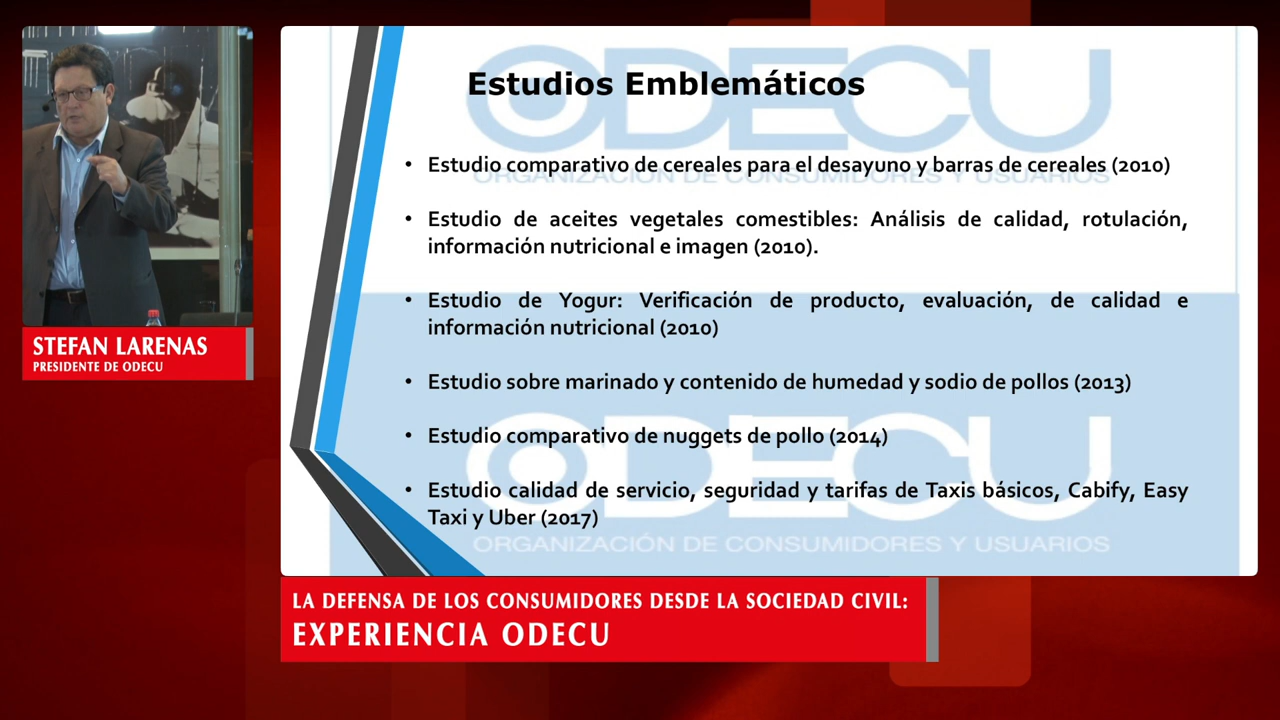 STEFAN LARENAS
PRESIDENTE DE ODECU
ODECU
ORGANIZACIÓN DE CONSUMIDORES Y USUARIOS
Estudios Emblemáticos
• Estudio comparativo de cereales para el desayuno y barras de cereales (2010)
• Estudio de aceites vegetales comestibles: Análisis de calidad, rotulación,
información nutricional e imagen (2010).
• Estudio de Yogur: Verificación de producto, evaluación, de calidad e
información nutricional (2010)
• Estudio sobre marinado y contenido de humedad y sodio de pollos (2013)
• Estudio comparativo de nuggets de pollo (2014)
• Estudio calidad de servicio, seguridad y tarifas de Taxis básicos, Cabify, Easy
Taxi y Uber (2017)
ODECU
ORGANIZACIÓN DE CONSUMIDORES Y USUARIOS
LA DEFENSA DE LOS CONSUMIDORES DESDE LA SOCIEDAD CIVIL:
EXPERIENCIA ODECU